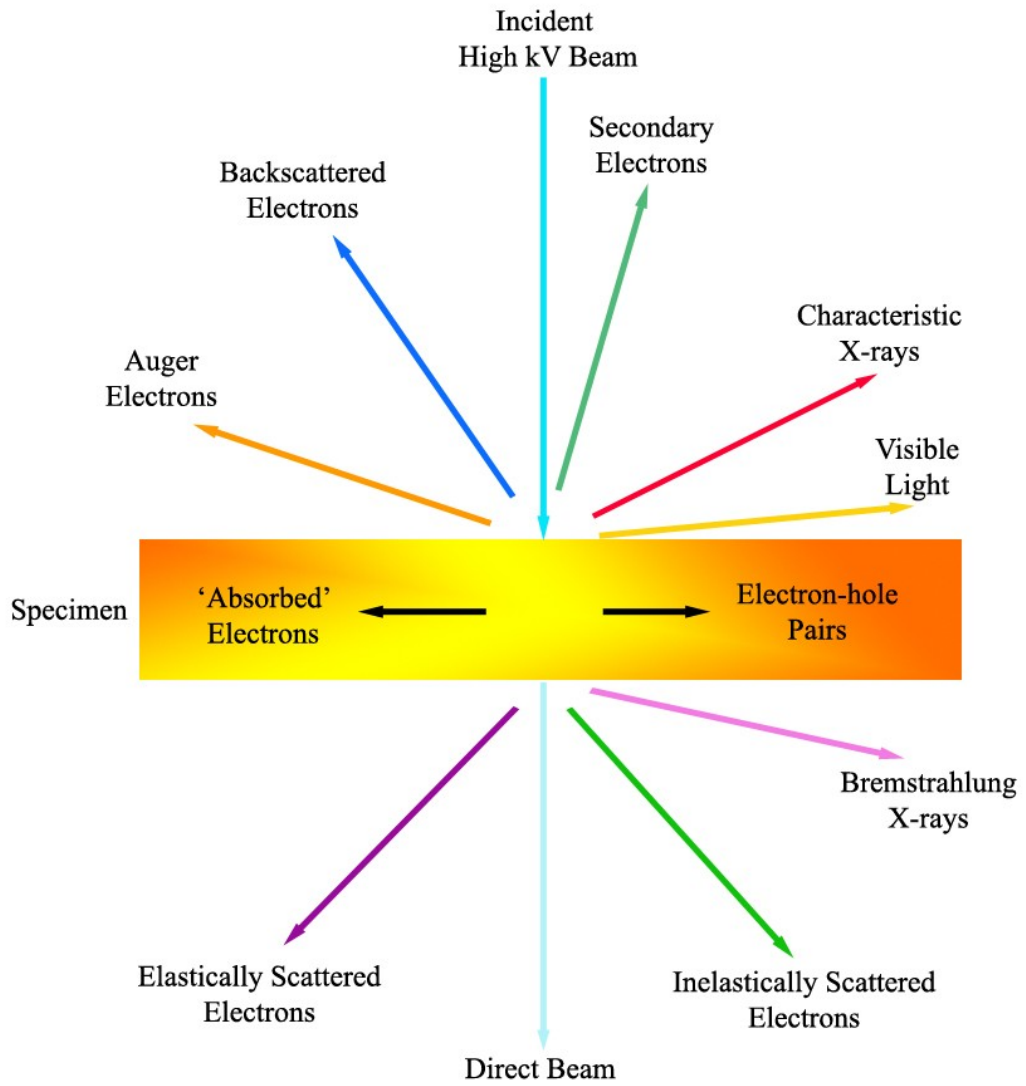 Incident
High kV Beam
Secondary
Electrons
Backscattered
Electrons
Characteristic
X-rays
Auger
Electrons
Visible
Light
Specimen
‘Absorbed’
Electrons
Electron-hole
Pairs
Bremstrahlung
X-rays
Elastically Scattered
Electrons
Inelastically Scattered
Electrons
Direct Beam